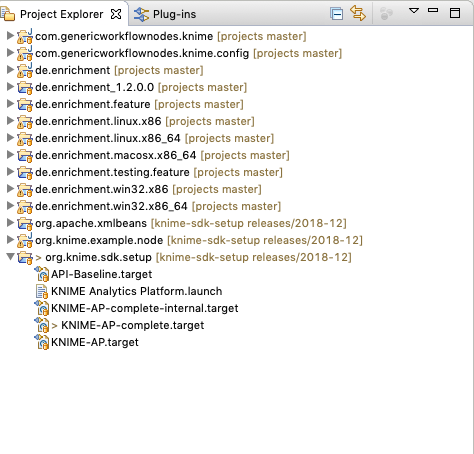 Project Explorer Plug-ins
com.genericworkflownodes.knime [projects master]
com.genericworkflownodes.knime.config [projects master]
de.enrichment [projects master]
de.enrichment_1.2.0.0 [projects master]
de.enrichment.feature [projects master]
de.enrichment.linux.x86 [projects master]
de.enrichment.linux.x86_64 [projects master]
de.enrichment.macosx.x86_64 [projects master]
de.enrichment.testing.feature [projects master]
de.enrichment.win32.x86 [projects master]
de.enrichment.win32.x86_64 [projects master]
org.apache.xmlbeans [knime-sdk-setup releases/2018-12]
org.knime.example.node [knime-sdk-setup releases/2018-12]
> org.knime.sdk.setup [knime-sdk-setup releases/2018-12]
API-Baseline.target
KNIME Analytics Platform.launch
KNIME-AP-complete-internal.target
> KNIME-AP-complete.target
KNIME-AP.target